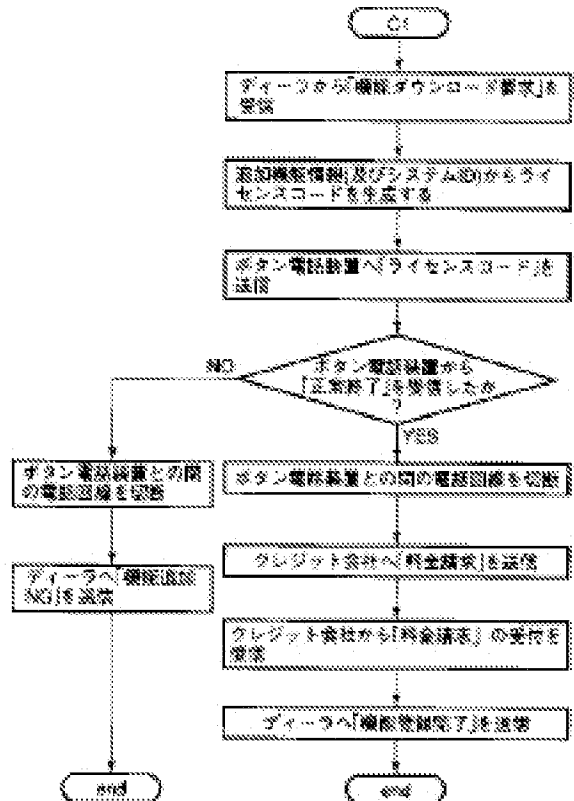 C1
ディーラから｢機能ダウンロード要求｣を
受信
追加機能情報(及びシステムID)からライ
センスコードを生成する
ボタン電話装置へ｢ライセンスコード｣を
送信
ボタン電話装置から
｢正常終了｣を受信したか
?
NO
YES
ボタン電話装置との間
の電話回線を切断
ボタン電話装置との間の電話回線を切断
ディーラへ｢機能追加
NG｣を送信
クレジット会社へ｢料金請求｣を送信
クレジット会社から｢料金請求｣の受付を
受信
ディーラへ｢機能登録完了｣を送信
end
end